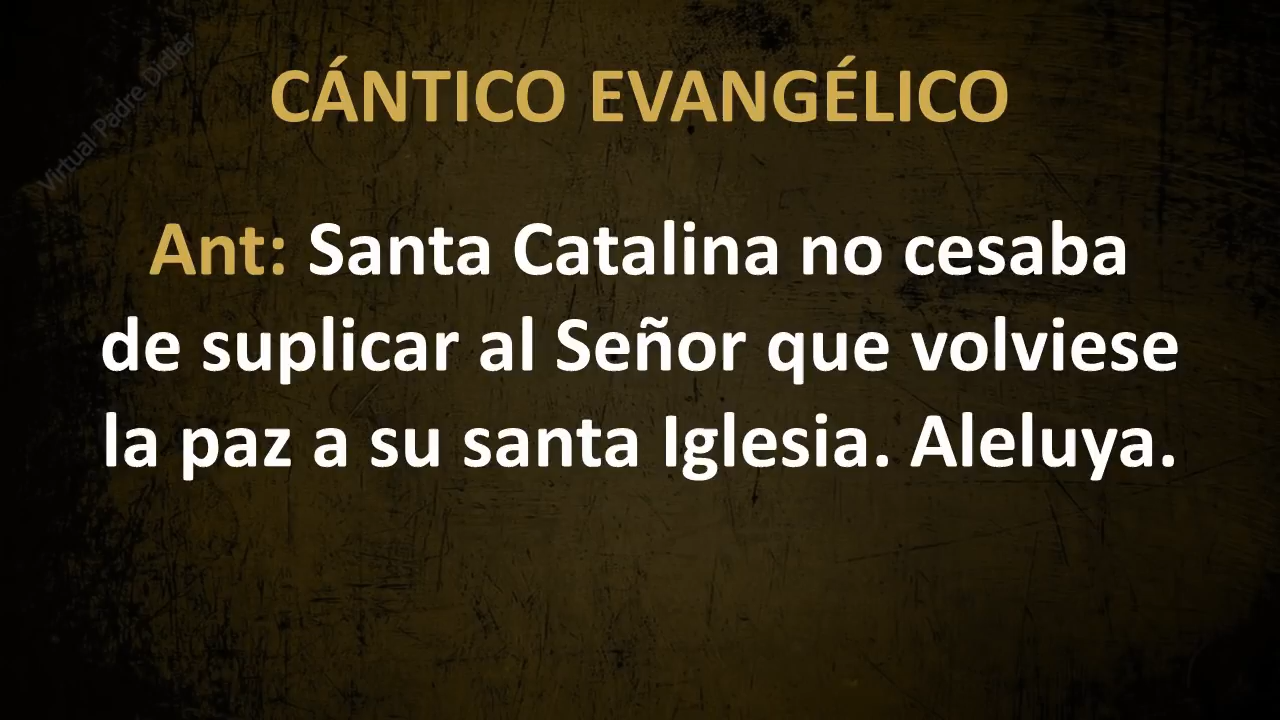 Virtual Padre Didier
CÁNTICO EVANGÉLICO
Ant: Santa Catalina no cesaba
de suplicar al Señor que volviese
la paz a su santa Iglesia. Aleluya.